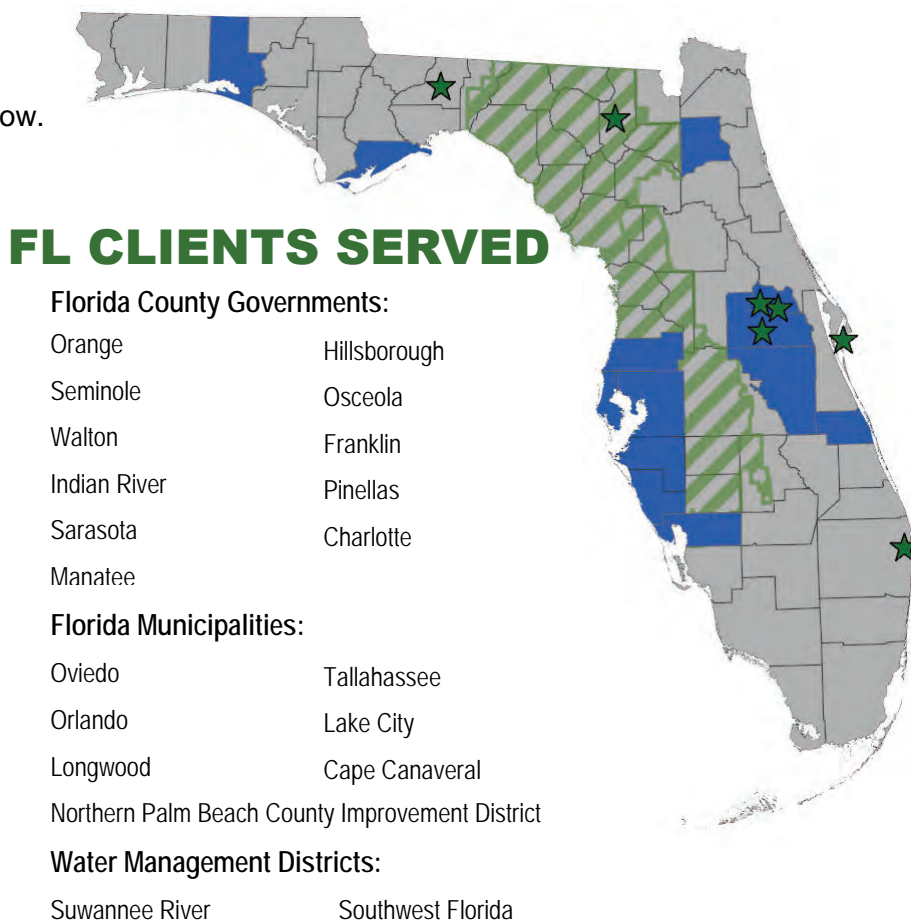 ow.
FL CLIENTS SERVED
Florida County Governments:
Orange
Hillsborough
Seminole
Osceola
Walton
Franklin
Indian River
Pinellas
Sarasota
Charlotte
Manatee
Florida Municipalities:
Oviedo
Tallahassee
Orlando
Lake City
Longwood
Cape Canaveral
Northern Palm Beach County Improvement District
Water Management Districts:
Suwannee River
Southwest Florida